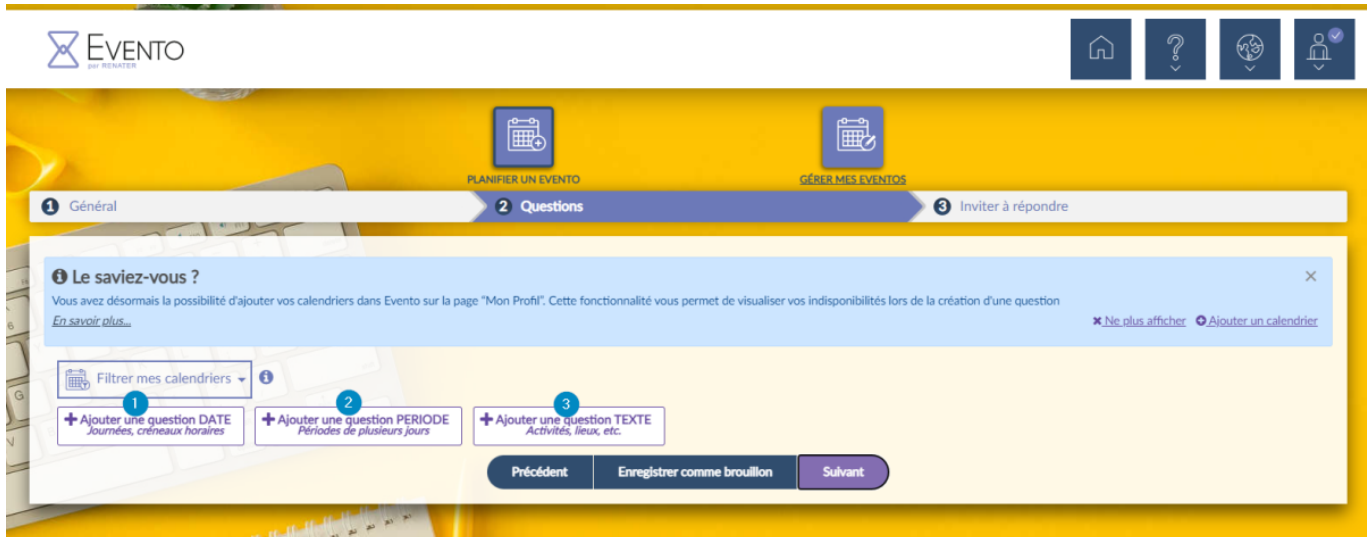 EVENTO
par RENATER
PLANIFIER UN EVENTO
GÉRER MES EVENTOS
1 Général
2 Questions
3 Inviter à répondre
Le saviez-vous ?
Vous avez désormais la possibilité d'ajouter vos calendriers dans Evento sur la page "Mon Profil". Cette fonctionnalité vous permet de visualiser vos indisponibilités lors de la création d'une question
En savoir plus...
Ne plus afficher Ajouter un calendrier
Filtrer mes calendriers
1
2
3
Ajouter une question DATE
Journées, créneaux horaires
Ajouter une question PERIODE
Périodes de plusieurs jours
Ajouter une question TEXTE
Activités, lieux, etc.
Précédent
Enregistrer comme brouillon
Suivant